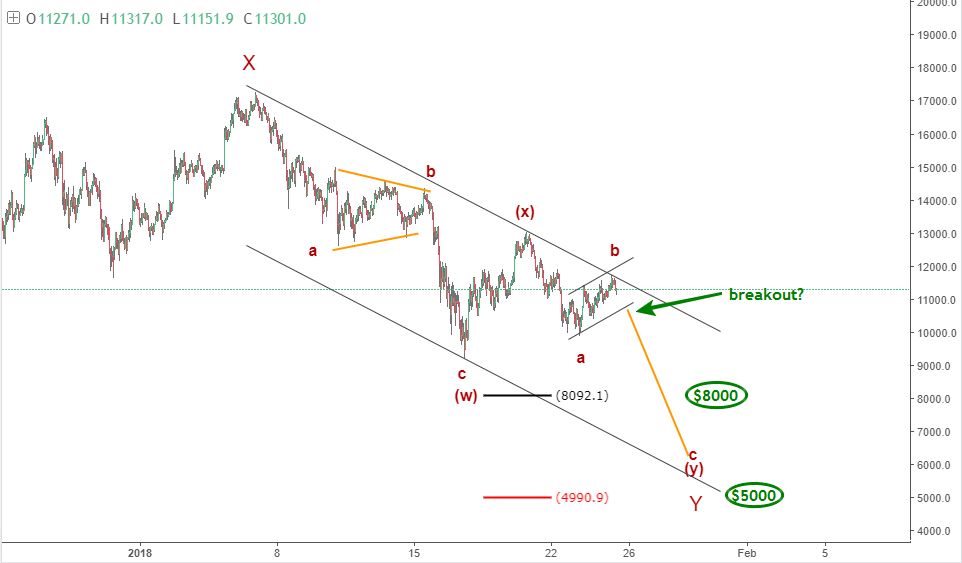 O11271.0 H11317.0 L11151.9 C11301.0
20000.0
19000.0
18000.0
17000.0
16000.0
15000.0
14000.0
13000.0
12000.0
11000.0
10000.0
9000.0
8000.0
7000.0
6000.0
5000.0
4000.0
X
b
a
(x)
b
breakout?
a
c
(w)
(8092.1)
$8000
c
(y)
Y
$5000
(4990.9)
2018 8 15 22 26 Feb 5